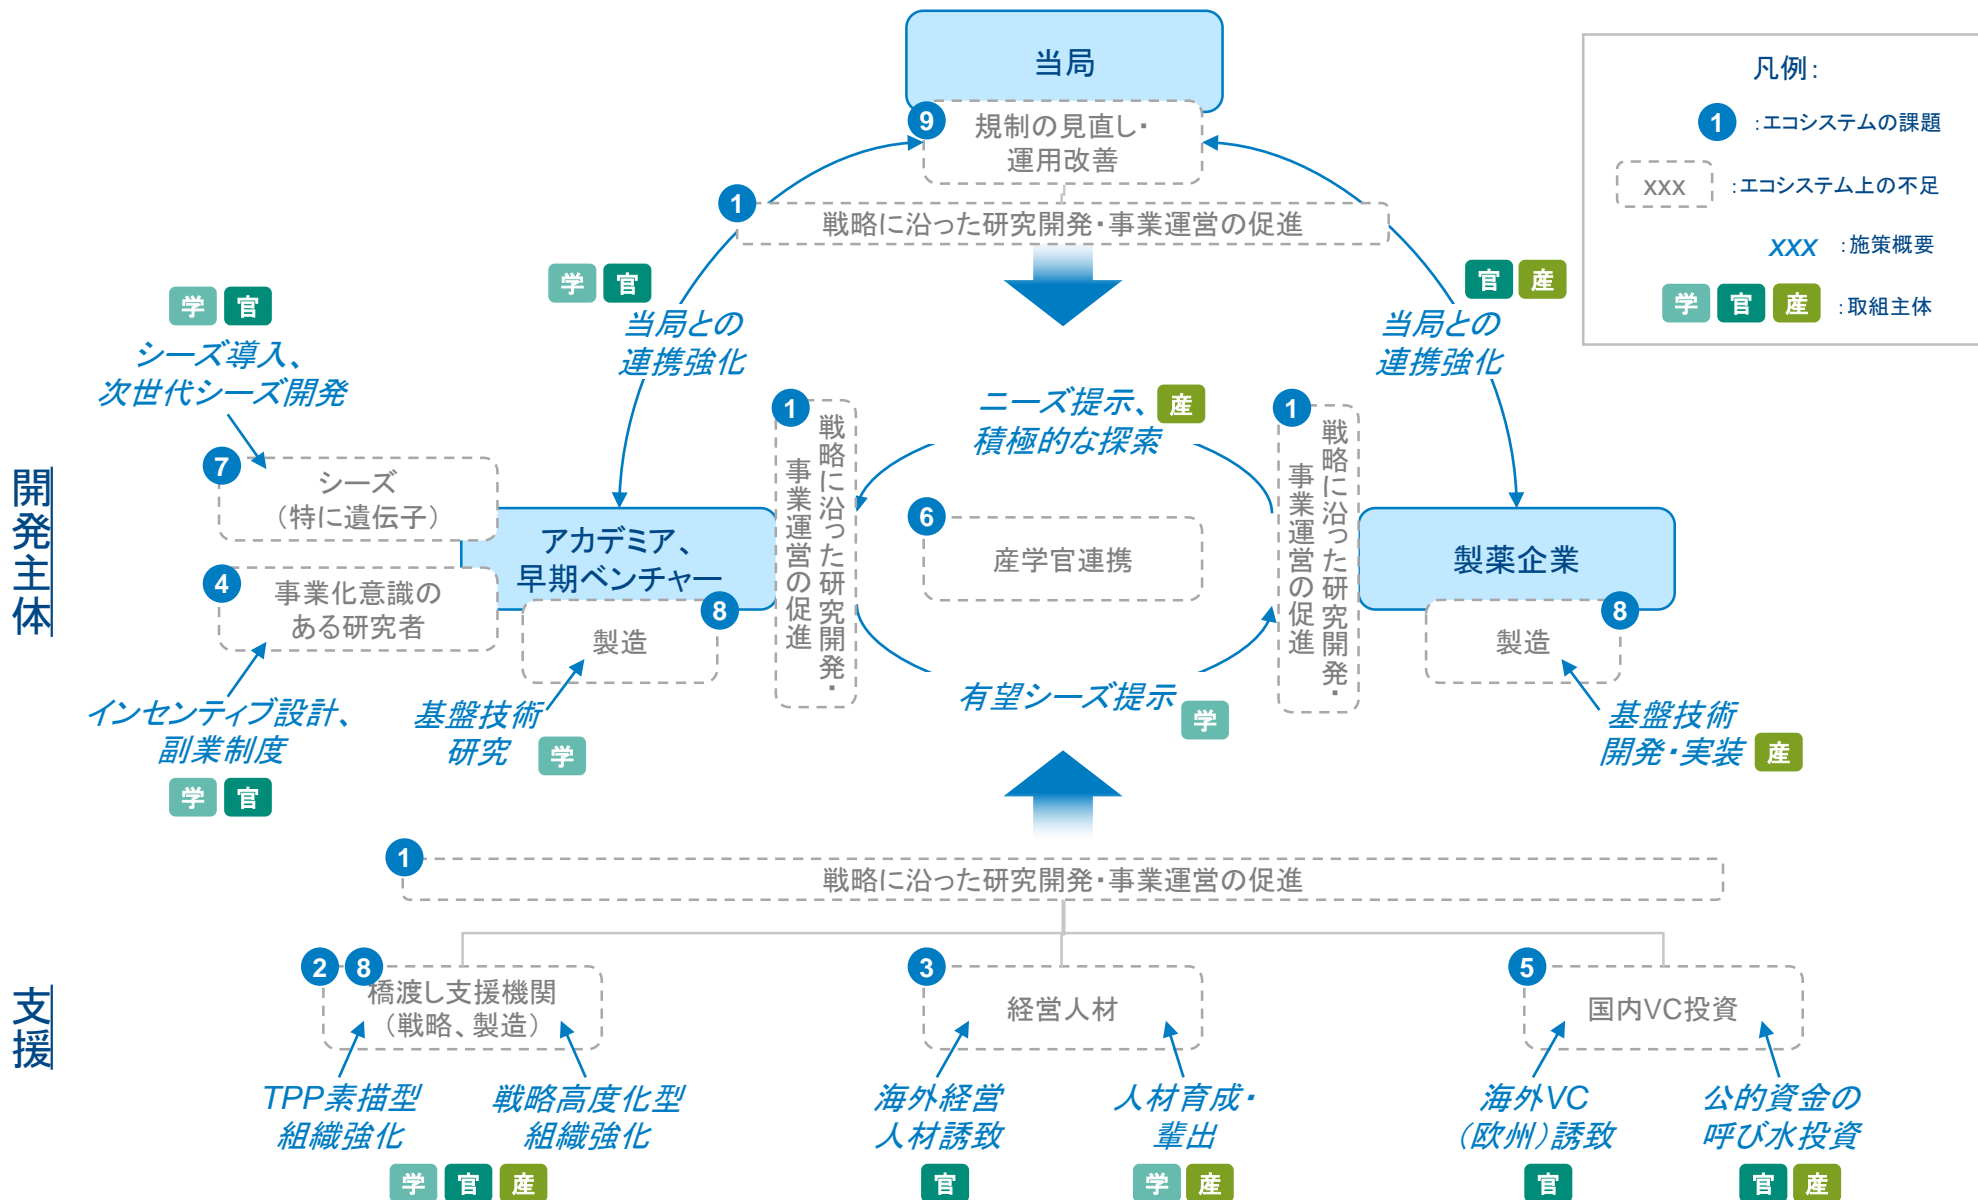 当局
9
規制の見直し・
運用改善
1
戦略に沿った研究開発・事業運営の促進
凡例：
1
：エコシステムの課題
xxx
：エコシステム上の不足
xxx
：施策概要
学 官 産
：取組主体
学 官
当局との
連携強化
官 産
当局との
連携強化
学 官
シーズ導入、
次世代シーズ開発
ニーズ提示、
積極的な探索
産
開発主体
7
シーズ
（特に遺伝子）
アカデミア、
早期ベンチャー
4
事業化意識の
ある研究者
8
製造
インセンティブ設計、
副業制度
学 官
基盤技術
研究
学
1
戦略に沿った研究開発・
事業運営の促進
6
産学官連携
有望シーズ提示
学
1
戦略に沿った研究開発・
事業運営の促進
製薬企業
8
製造
基盤技術
開発・実装
産
1
戦略に沿った研究開発・事業運営の促進
支援
2 8
橋渡し支援機関
（戦略、製造）
TPP素描型
組織強化
戦略高度化型
組織強化
学 官 産
3
経営人材
海外経営
人材誘致
官
人材育成・
輩出
学 産
5
国内VC投資
海外VC
（欧州）誘致
官
公的資金の
呼び水投資
官 産